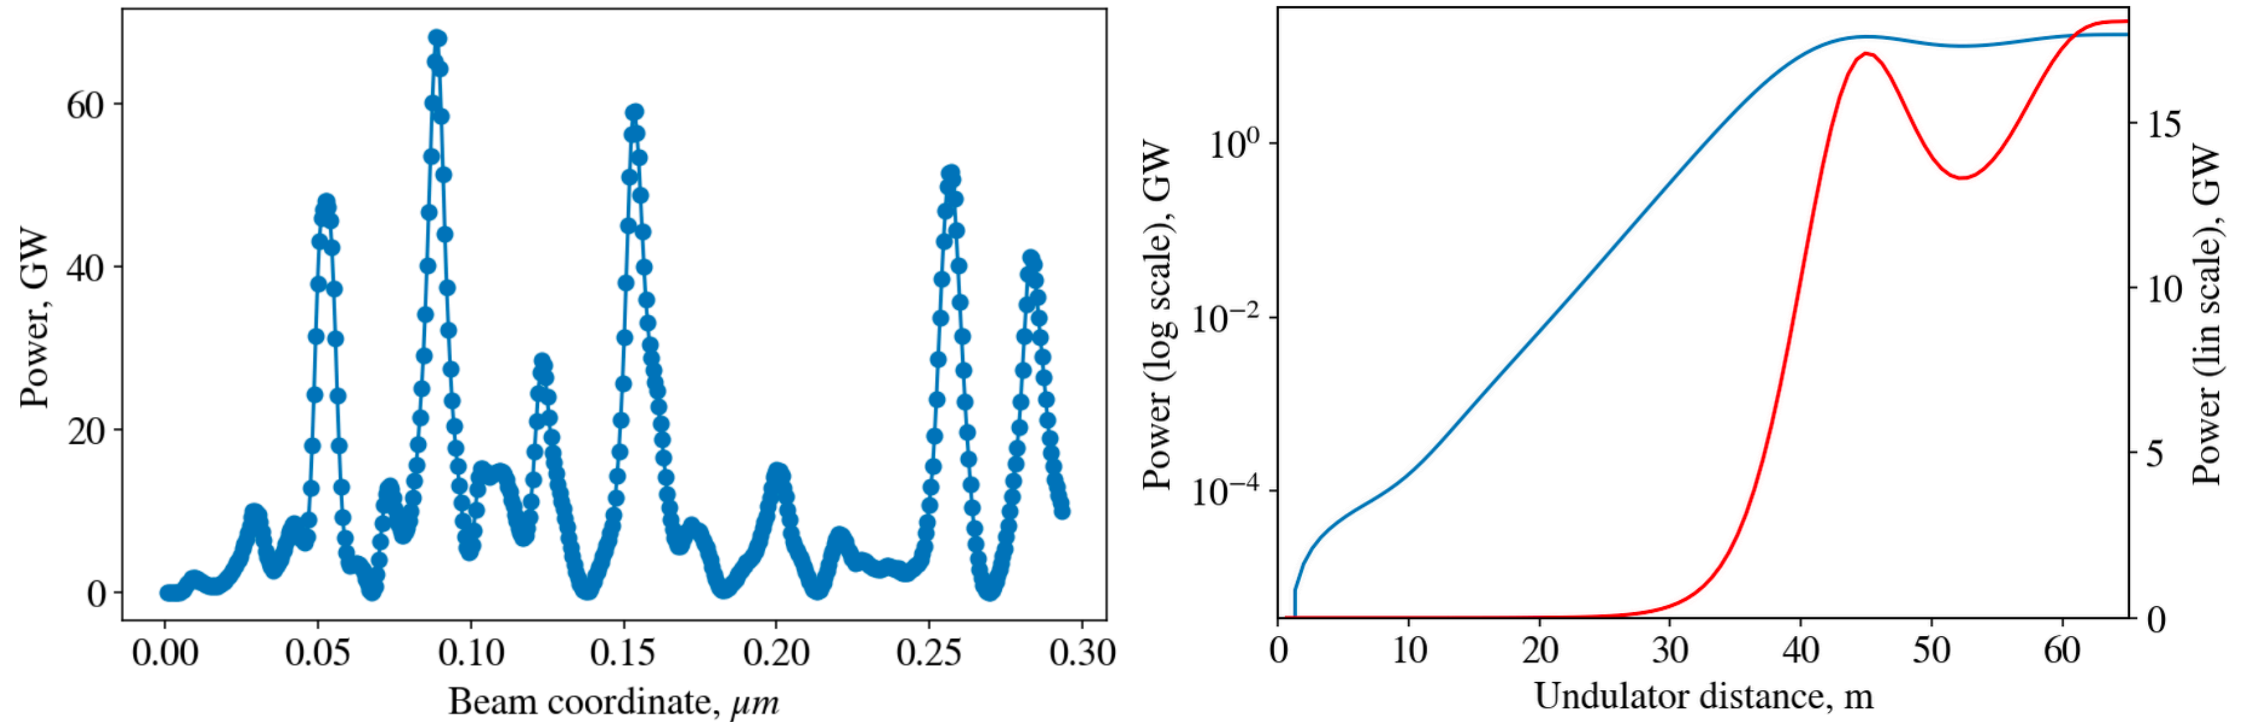 Power, GW
60
40
20
0
0.00 0.05 0.10 0.15 0.20 0.25 0.30
Beam coordinate, μm
Power (log scale), GW
10⁰
10⁻²
10⁻⁴
0 10 20 30 40 50 60
Undulator distance, m
15
10
5
0
Power (lin scale), GW